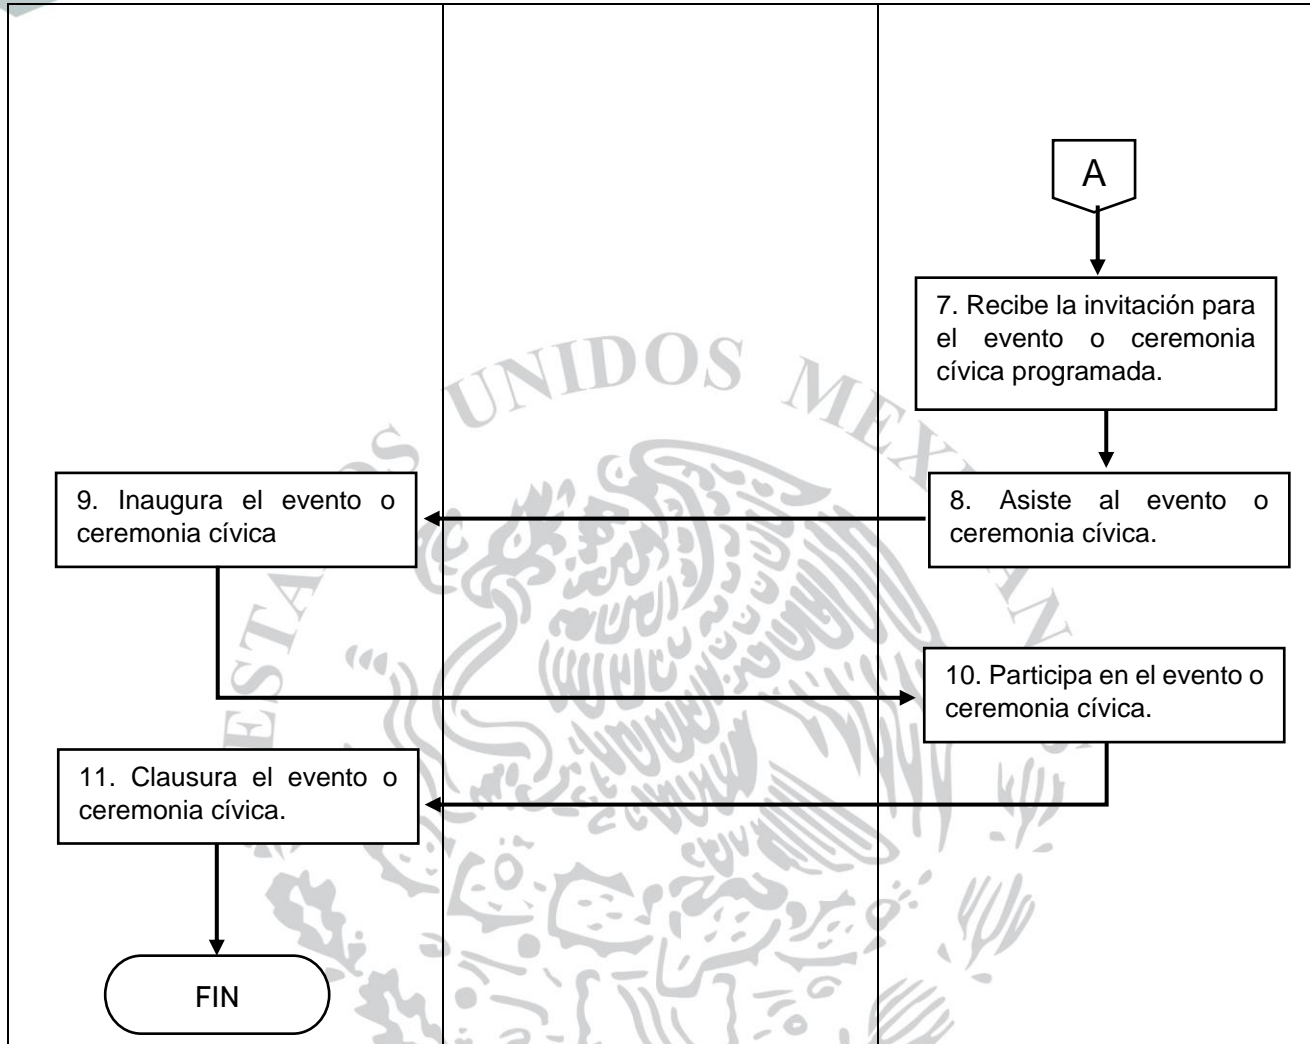 A
7. Recibe la invitación para
el evento o ceremonia
cívica programada.
8. Asiste al evento o
ceremonia cívica.
9. Inaugura el evento o
ceremonia cívica
10. Participa en el evento o
ceremonia cívica.
11. Clausura el evento o
ceremonia cívica.
FIN
UNIDOS